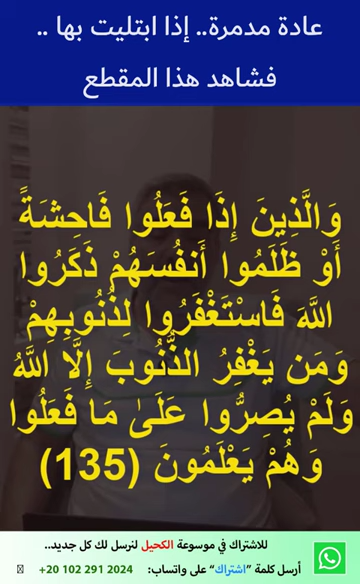 عادة مدمرة.. إذا ابتليت بها ..
فشاهد هذا المقطع
وَالَّذِينَ إِذَا فَعَلُوا فَاحِشَةً
أَوْ ظَلَمُوا أَنفُسَهُمْ ذَكَرُوا
اللَّهَ فَاسْتَغْفَرُوا لِذُنُوبِهِمْ
وَمَن يَغْفِرُ الذُّنُوبَ إِلَّا اللَّهُ
وَلَمْ يُصِرُّوا عَلَىٰ مَا فَعَلُوا
وَهُمْ يَعْلَمُونَ (135)
للاشتراك في موسوعة الكحيل لنرسل لك كل جديد..
أرسل كلمة "اشتراك" على واتساب: +20 102 291 2024